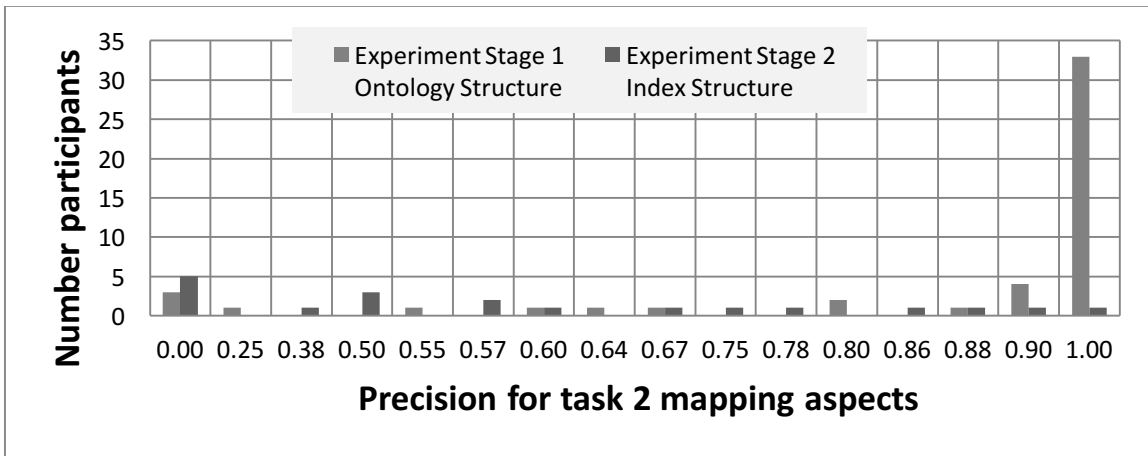 Number participants
35
30
25
20
15
10
5
0
Experiment Stage 1 Experiment Stage 2
Ontology Structure Index Structure
0.00 0.25 0.38 0.50 0.55 0.57 0.60 0.64 0.67 0.75 0.78 0.80 0.86 0.88 0.90 1.00
Precision for task 2 mapping aspects